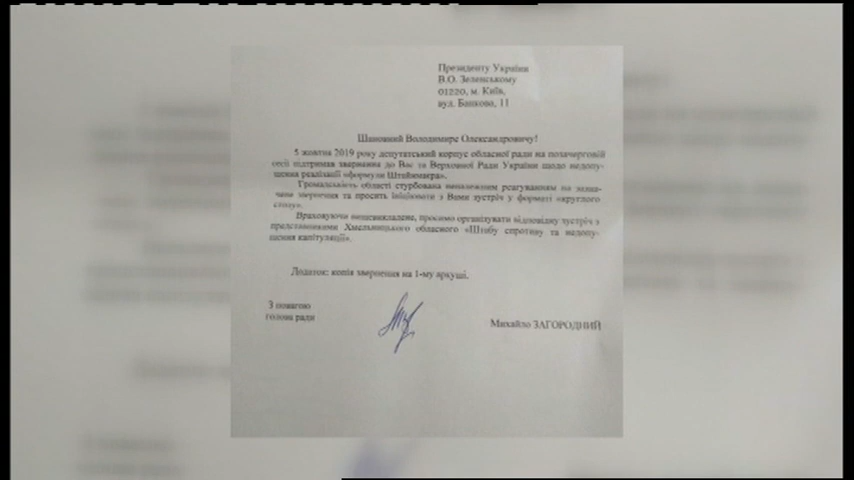 Президенту України
В.О. Зеленському
01220, м. Київ,
вул. Банкова, 11
Шановний Володимире Олександровичу!
5 жовтня 2019 року депутатський корпус обласної ради на позачерговій
сесії підтримав звернення до Вас та Верховної Ради України щодо недопу-
щення реалізації «формули Штайнмаєра».
Громадськість області стурбована неналежним реагуванням на зазна-
чене звернення та просить ініціювати з Вами зустріч у форматі «круглого
столу».
Враховуючи вищевикладене, просимо організувати відповідну зустріч з
представниками Хмельницького обласного «Штабу спротиву та недопу-
щення капітуляції».
Додаток: копія звернення на 1-му аркуші.
З повагою
голова ради
Михайло ЗАГОРОДНИЙ